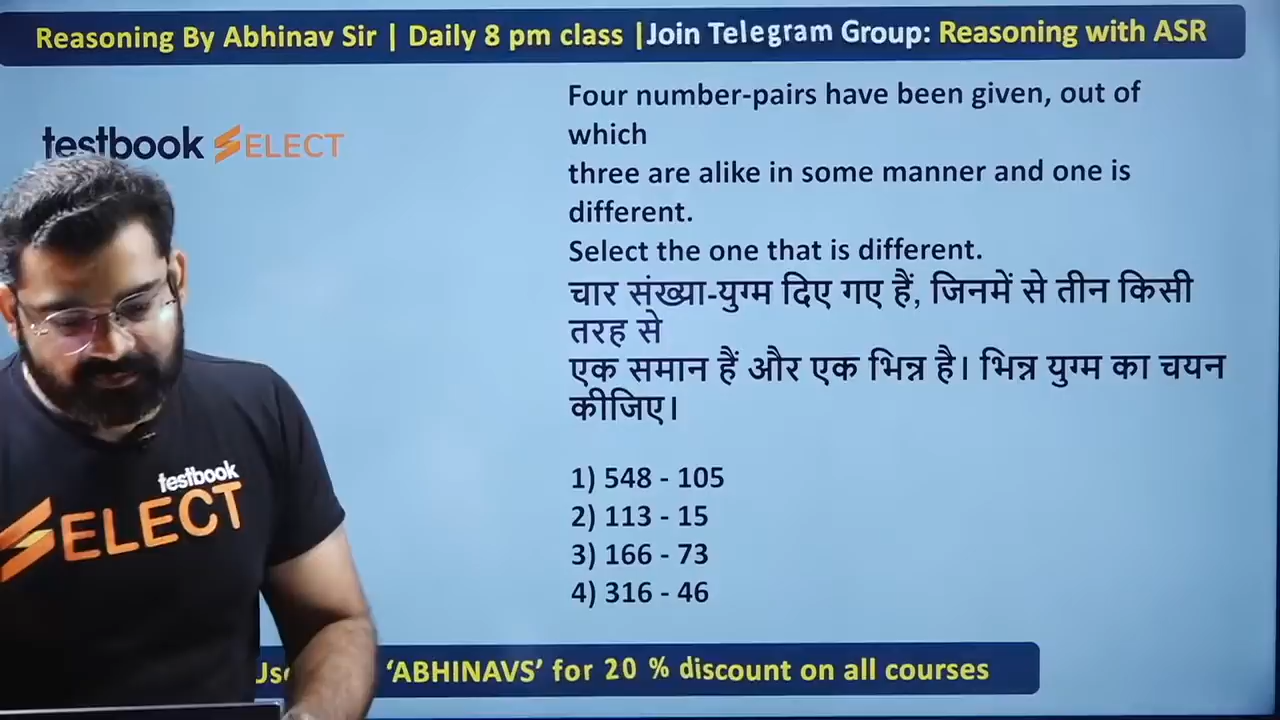 Reasoning By Abhinav Sir | Daily 8 pm class |Join Telegram Group: Reasoning with ASR
testbook SELECT
Four number-pairs have been given, out of
which
three are alike in some manner and one is
different.
Select the one that is different.
चार संख्या-युग्म दिए गए हैं, जिनमें से तीन किसी
तरह से
एक समान हैं और एक भिन्न है। भिन्न युग्म का चयन
कीजिए।
1) 548 - 105
2) 113 - 15
3) 166 - 73
4) 316 - 46
testbook
SELECT
‘ABHINAVS’ for 20 % discount on all courses